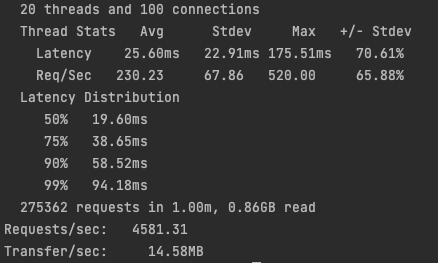 20 threads and 100 connections
Thread Stats   Avg      Stdev     Max   +/- Stdev
Latency    25.60ms   22.91ms 175.51ms   70.61%
Req/Sec   230.23     67.86   520.00     65.88%
Latency Distribution
50%   19.60ms
75%   38.65ms
90%   58.52ms
99%   94.18ms
275362 requests in 1.00m, 0.86GB read
Requests/sec:   4581.31
Transfer/sec:     14.58MB